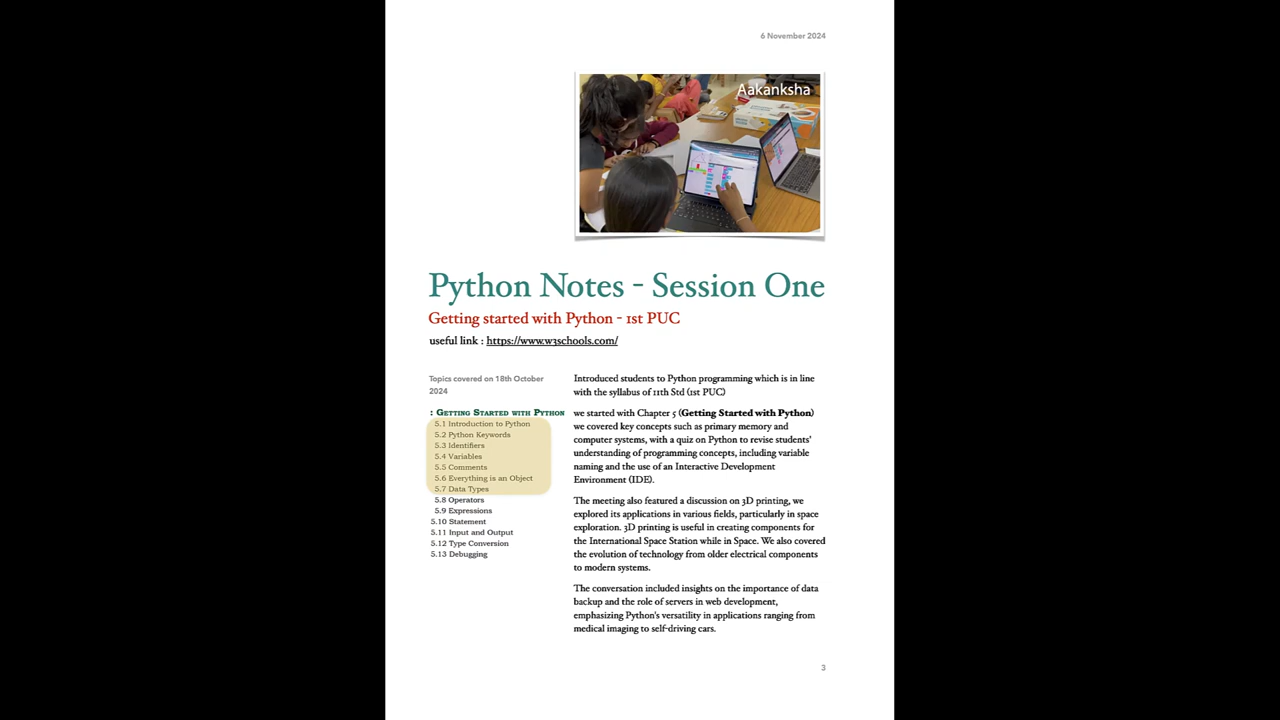 6 November 2024
Aakanksha
Python Notes - Session One
Getting started with Python - 1st PUC
useful link : https://www.w3schools.com/
Topics covered on 18th October
2024
: Getting Started with Python
5.1 Introduction to Python
5.2 Python Keywords
5.3 Identifiers
5.4 Variables
5.5 Comments
5.6 Everything is an Object
5.7 Data Types
5.8 Operators
5.9 Expressions
5.10 Statement
5.11 Input and Output
5.12 Type Conversion
5.13 Debugging
Introduced students to Python programming which is in line
with the syllabus of 11th Std (1st PUC)
we started with Chapter 5 (Getting Started with Python)
we covered key concepts such as primary memory and
computer systems, with a quiz on Python to revise students'
understanding of programming concepts, including variable
naming and the use of an Interactive Development
Environment (IDE).
The meeting also featured a discussion on 3D printing, we
explored its applications in various fields, particularly in space
exploration. 3D printing is useful in creating components for
the International Space Station while in Space. We also covered
the evolution of technology from older electrical components
to modern systems.
The conversation included insights on the importance of data
backup and the role of servers in web development,
emphasizing Python's versatility in applications ranging from
medical imaging to self-driving cars.
3